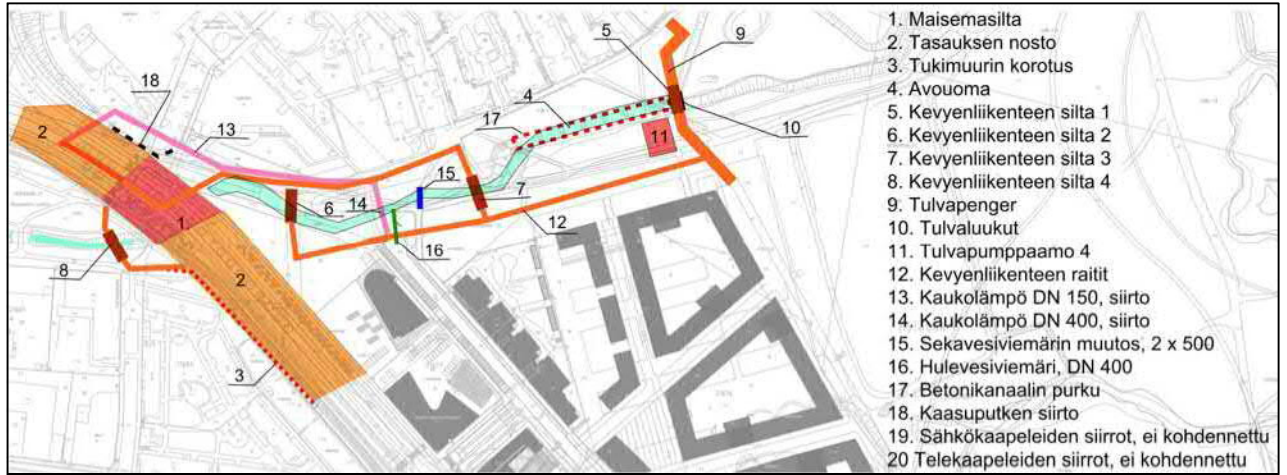 1. Maisemasilta
2. Tasauksen nosto
3. Tukimuurin korotus
4. Avouoma
5. Kevyenliikenteen silta 1
6. Kevyenliikenteen silta 2
7. Kevyenliikenteen silta 3
8. Kevyenliikenteen silta 4
9. Tulvapenger
10. Tulvaluukut
11. Tulvapumppaamo 4
12. Kevyenliikenteen raitit
13. Kaukolämpö DN 150, siirto
14. Kaukolämpö DN 400, siirto
15. Sekavesiviemärin muutos, 2 x 500
16. Hulevesiviemäri, DN 400
17. Betonikanaalin purku
18. Kaasuputken siirto
19. Sähkökaapeleiden siirrot, ei kohdennettu
20 Telekaapeleiden siirrot, ei kohdennettu
5
9
18
4
2
13
17
11
10
15
14
6
7
1
12
16
8
2
3